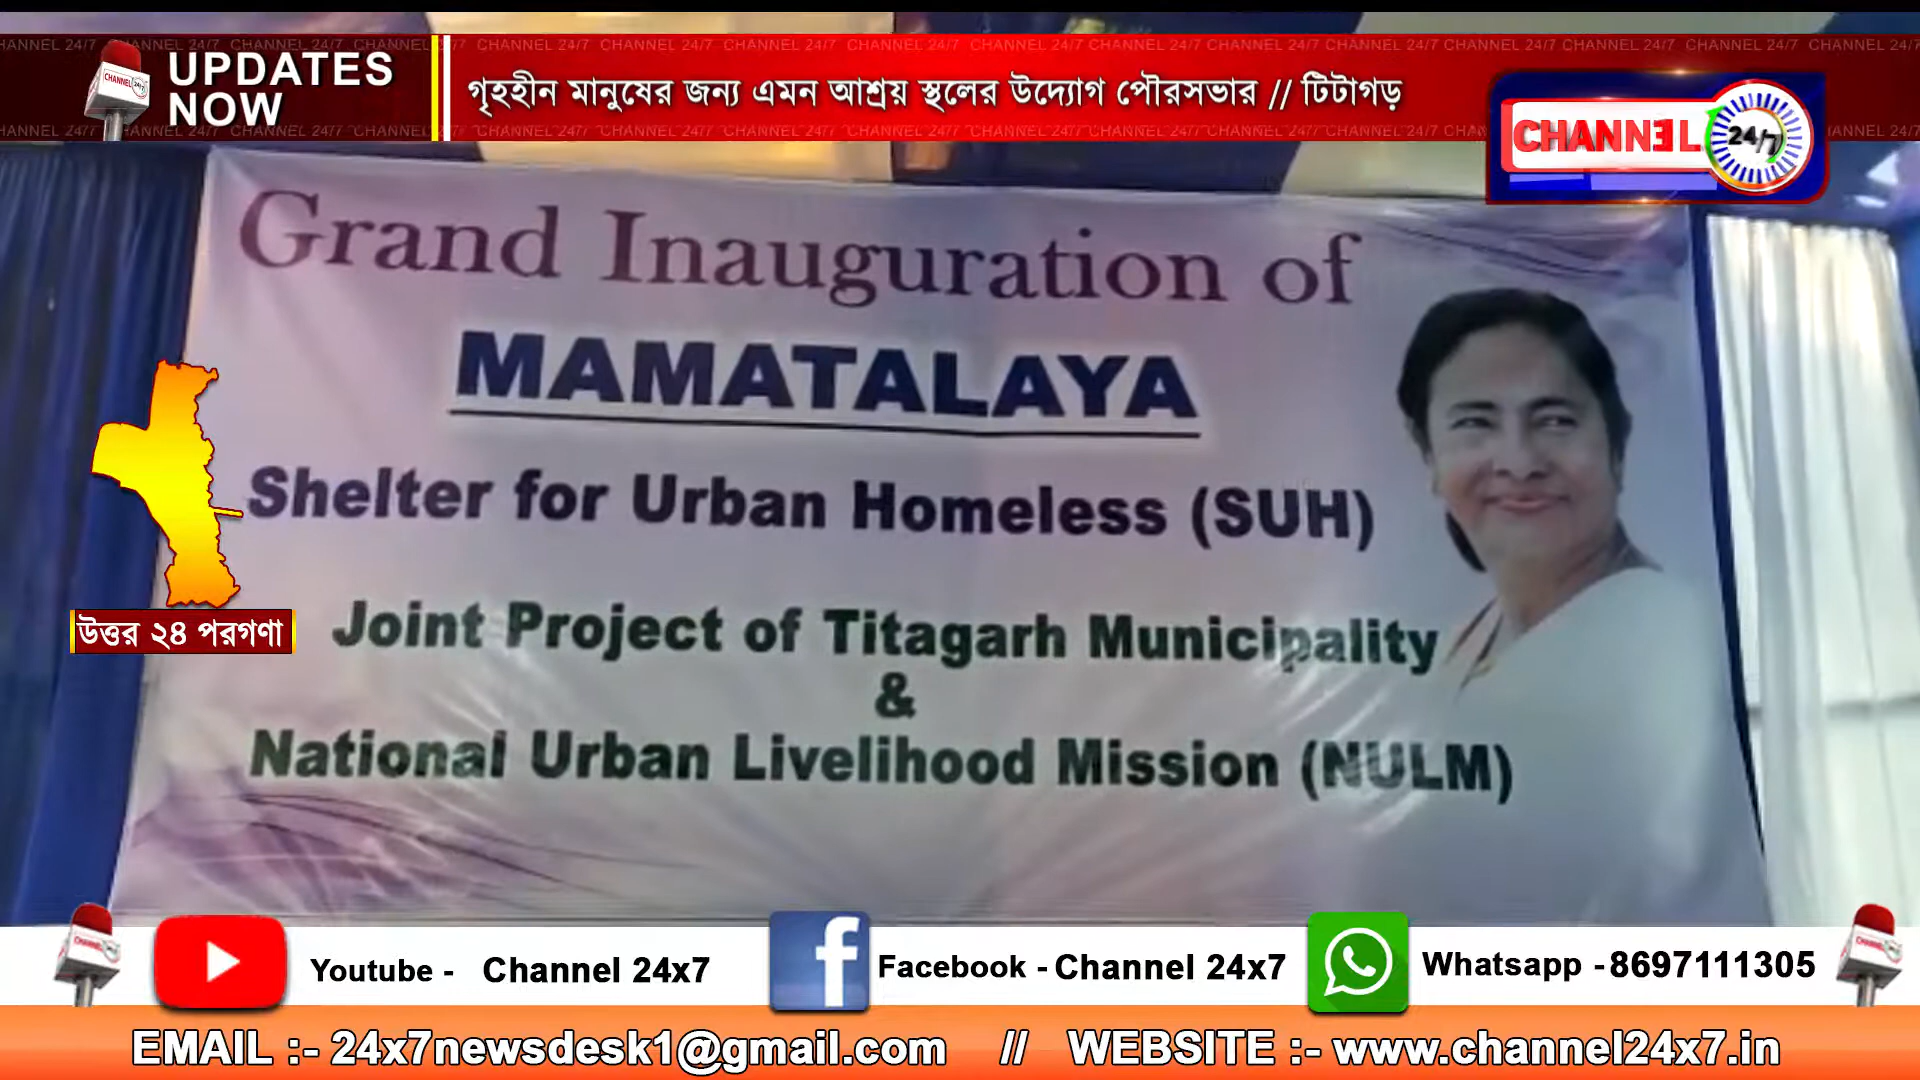 UPDATES
NOW
গৃহহীন মানুষের জন্য এমন আশ্রয় স্থলের উদ্যোগ পৌরসভার // টিটাগড়
CHANNEL 24/7
Grand Inauguration of
MAMATALAYA
Shelter for Urban Homeless (SUH)
Joint Project of Titagarh Municipality
&
National Urban Livelihood Mission (NULM)
উত্তর ২৪ পরগণা
Youtube - Channel 24x7
Facebook - Channel 24x7
Whatsapp -8697111305
EMAIL :- 24x7newsdesk1@gmail.com // WEBSITE :- www.channel24x7.in